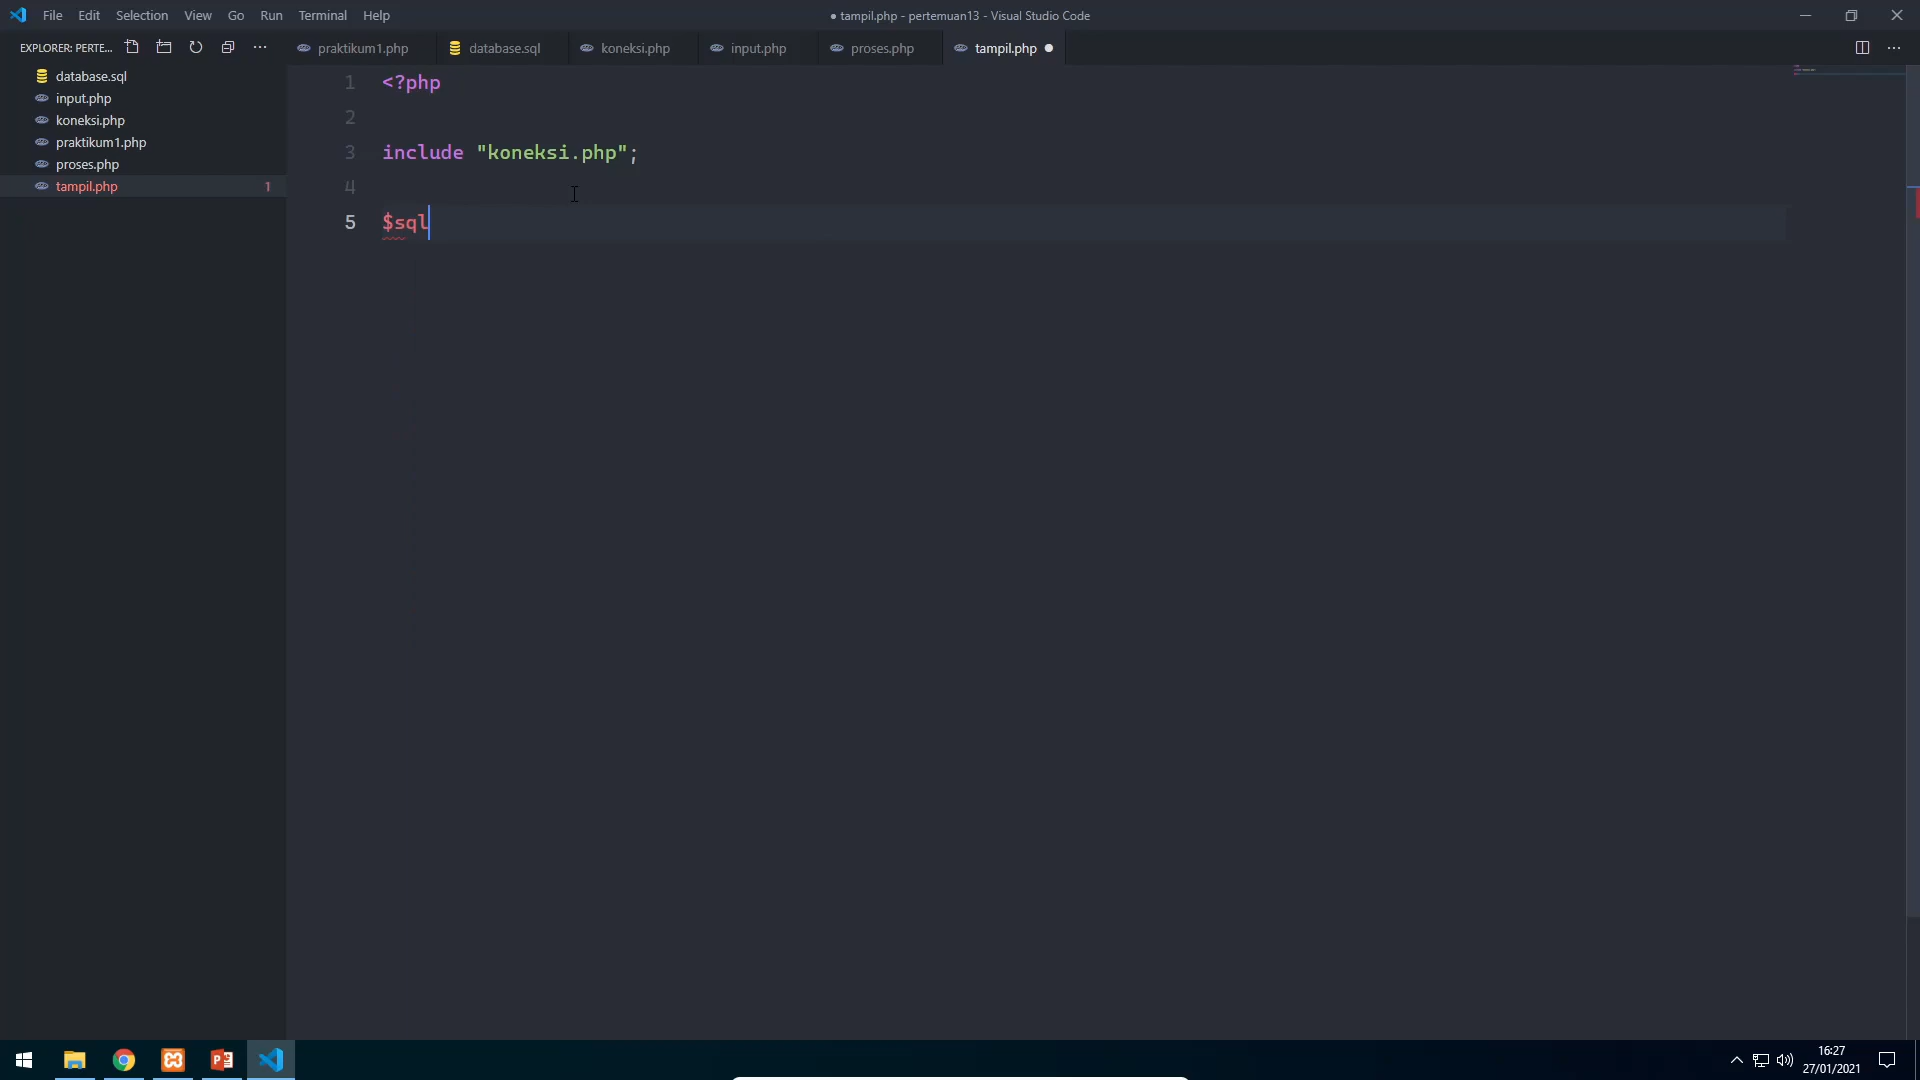 File Edit Selection View Go Run Terminal Help
● tampil.php - pertemuan13 - Visual Studio Code
EXPLORER: PERTE...
praktikum1.php database.sql koneksi.php input.php proses.php tampil.php
database.sql
input.php
koneksi.php
praktikum1.php
proses.php
tampil.php 1
1 <?php
2
3 include "koneksi.php";
4
5 $sql
16:27
27/01/2021